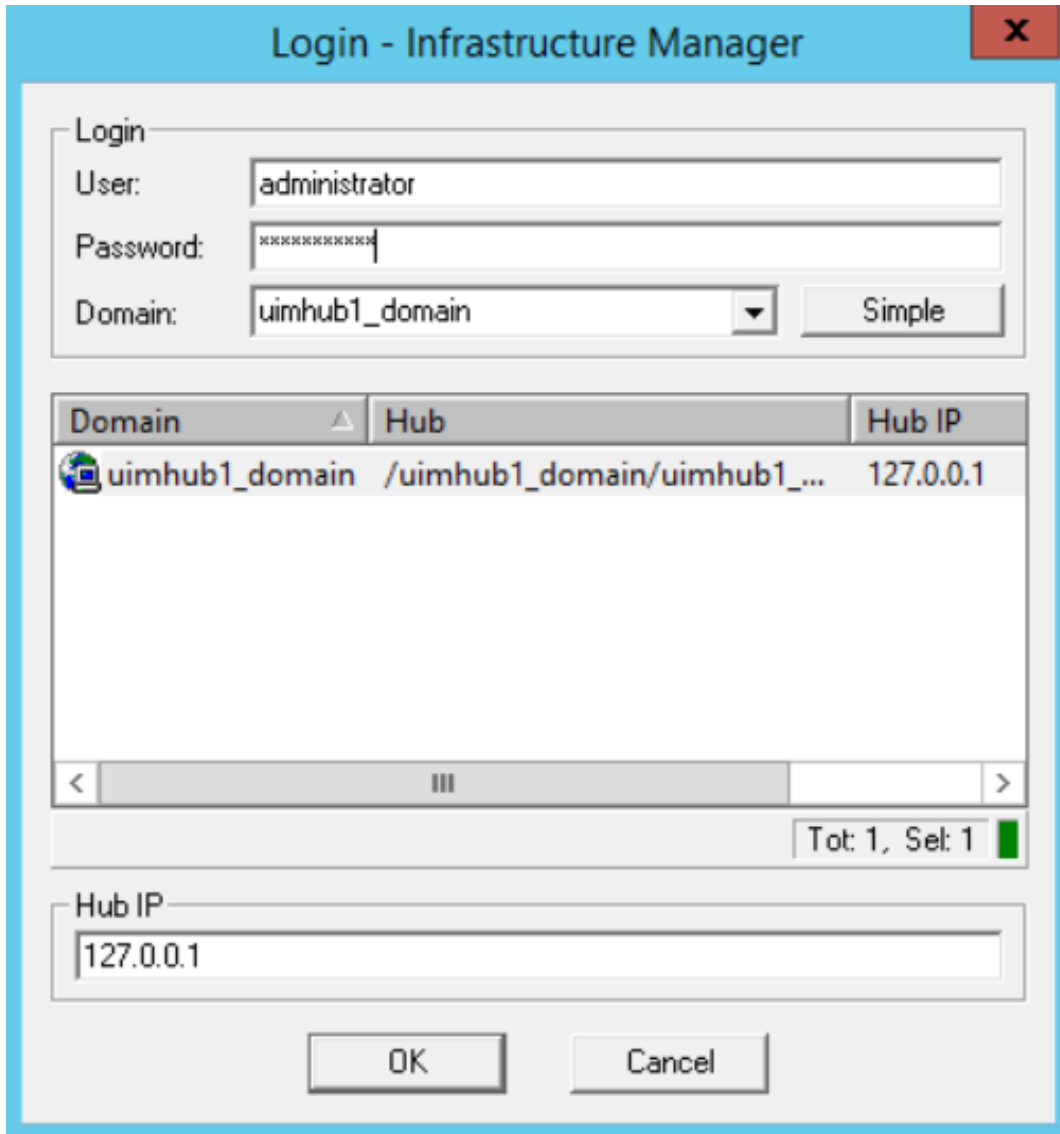 Login - Infrastructure Manager
x
Login
User: administrator
Password: ***********
Domain: uimhub1_domain Simple
Domain Hub Hub IP
uimhub1_domain /uimhub1_domain/uimhub1_... 127.0.0.1
Tot: 1, Sel: 1
Hub IP
127.0.0.1
OK Cancel